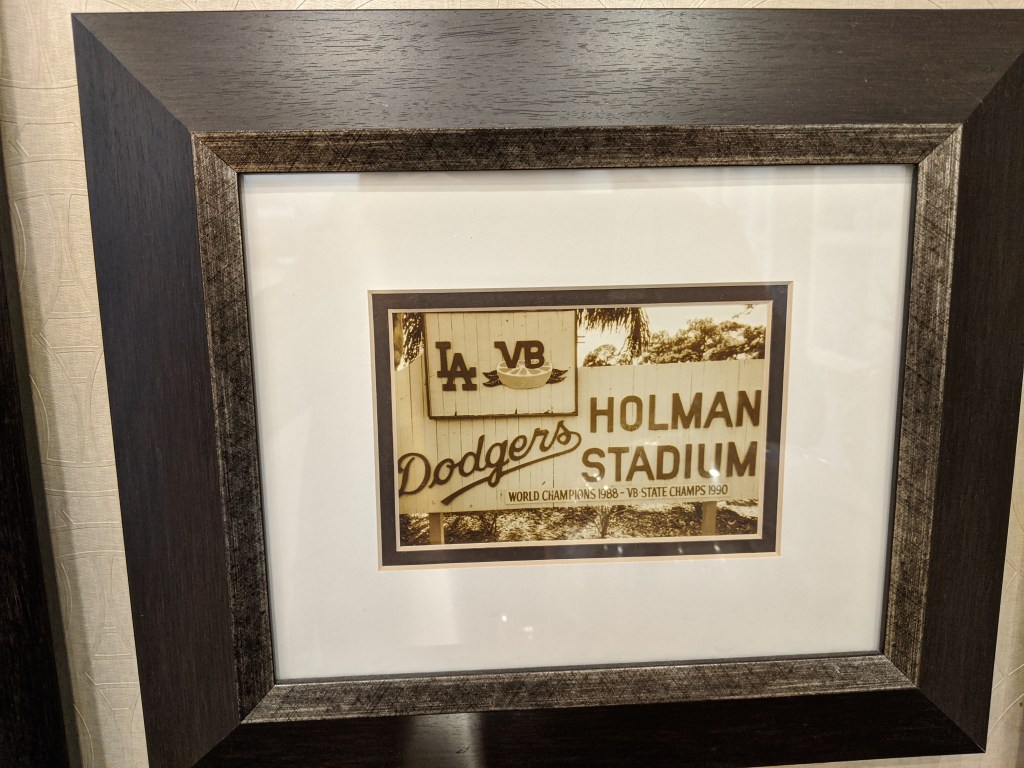 LA VB
Dodgers
HOLMAN
STADIUM
WORLD CHAMPIONS 1988 - VB STATE CHAMPS 1990